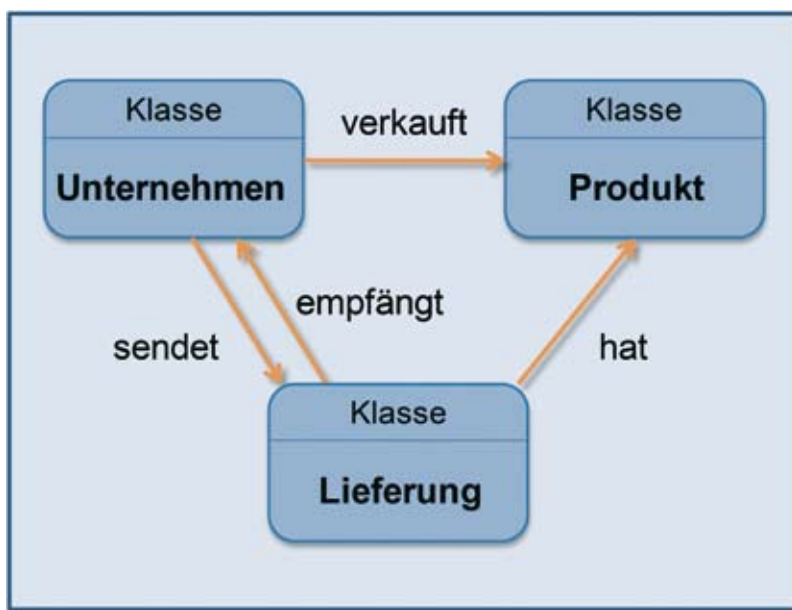 Klasse
Unternehmen
verkauft
Klasse
Produkt
sendet
empfängt
hat
Klasse
Lieferung